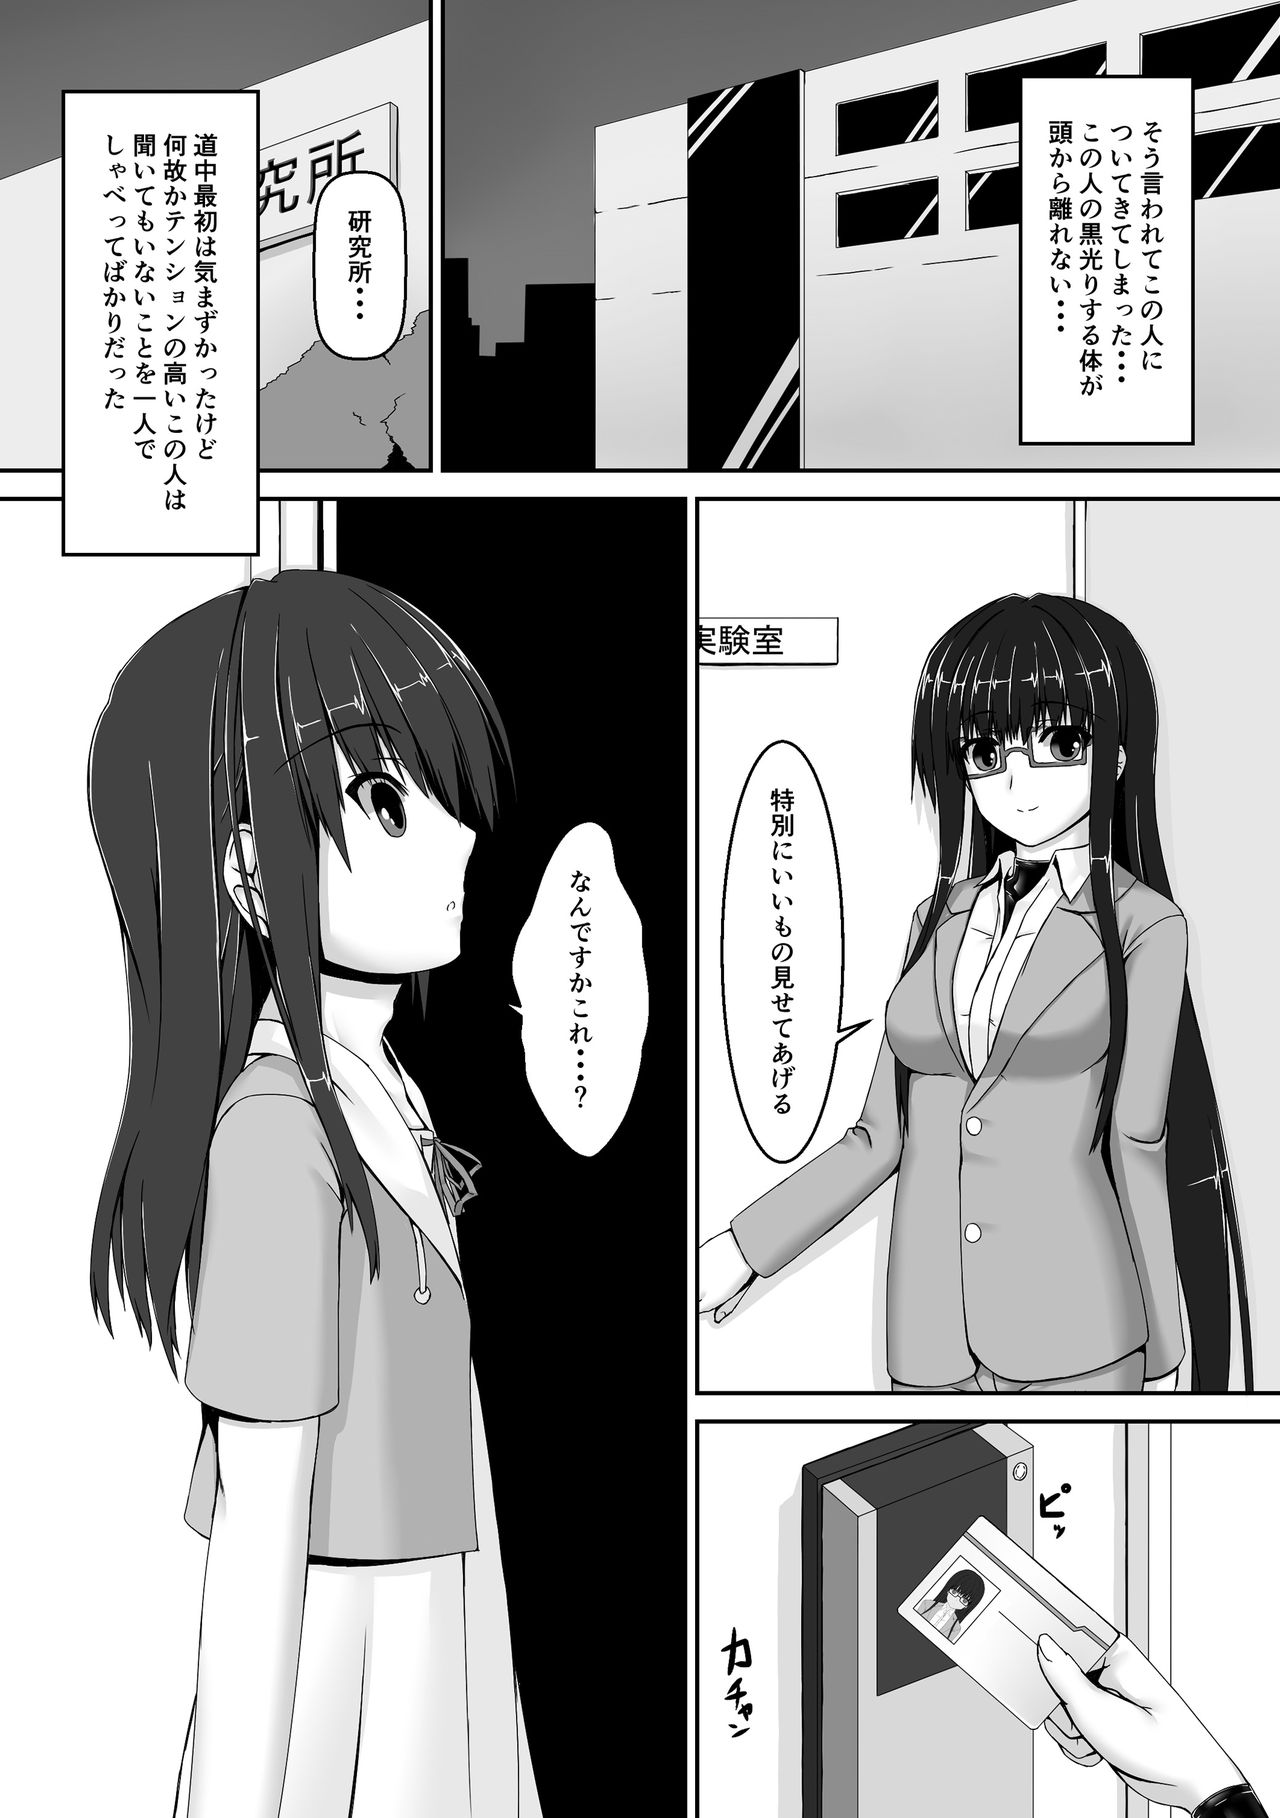 そう言われてこの人に
ついてきてしまった・・・
この人の黒光りする体が
頭から離れない・・・
究所
研究所・・・
道中最初は気まずかったけど
何故かテンションの高いこの人は
聞いてもいないことを一人で
しゃべってばかりだった
実験室
特別にいいもの見せてあげる
ピッ
カチャン
なんですかこれ・・・？